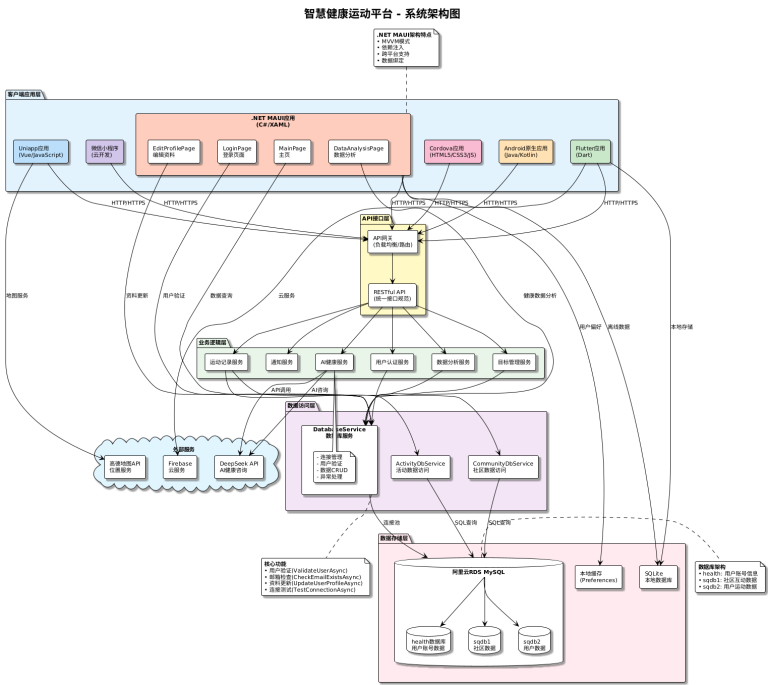 智慧健康运动平台 - 系统架构图
.NET MAUI架构特点
• MVVM模式
• 依赖注入
• 跨平台支持
• 数据绑定
客户端应用层
.NET MAUI应用
(C#/XAML)
Uniapp应用
(Vue/JavaScript)
微信小程序
(云开发)
EditProfilePage
编辑资料
LoginPage
登录页面
MainPage
主页
DataAnalysisPage
数据分析
Cordova应用
(HTML5/CSS3/JS)
Android原生应用
(Java/Kotlin)
Flutter应用
(Dart)
HTTP/HTTPS
HTTP/HTTPS
HTTP/HTTPS
HTTP/HTTPS
HTTP/HTTPS
HTTP/HTTPS
API接口层
API网关
(负载均衡/路由)
RESTful API
(统一接口规范)
地图服务
资料更新
用户验证
数据查询
云服务
健康数据分析
用户偏好
离线数据
本地存储
业务逻辑层
运动记录服务
通知服务
AI健康服务
用户认证服务
数据分析服务
目标管理服务
API调用
AI咨询
数据访问层
DatabaseService
数据库服务
- 连接管理
- 用户验证
- 数据CRUD
- 异常处理
ActivityDbService
活动数据访问
CommunityDbService
社区数据访问
外部服务
高德地图API
位置服务
Firebase
云服务
DeepSeek API
AI健康咨询
连接池
SQL查询
SQL查询
核心功能
• 用户验证(ValidateUserAsync)
• 邮箱检查(CheckEmailExistsAsync)
• 资料更新(UpdateUserProfileAsync)
• 连接测试(TestConnectionAsync)
数据存储层
阿里云RDS MySQL
health数据库
用户账号数据
sqdb1
社区数据
sqdb2
用户数据
本地缓存
(Preferences)
SQLite
本地数据库
数据库架构
• health: 用户账号信息
• sqdb1: 社区互动数据
• sqdb2: 用户运动数据